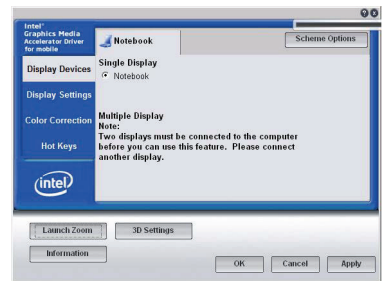 Intel®
Graphics Media
Accelerator Driver
for mobile
Notebook
Scheme Options
Display Devices
Display Settings
Color Correction
Hot Keys
intel
Single Display
Notebook
Multiple Display
Note:
Two displays must be connected to the computer
before you can use this feature. Please connect
another display.
Launch Zoom
3D Settings
Information
OK
Cancel
Apply